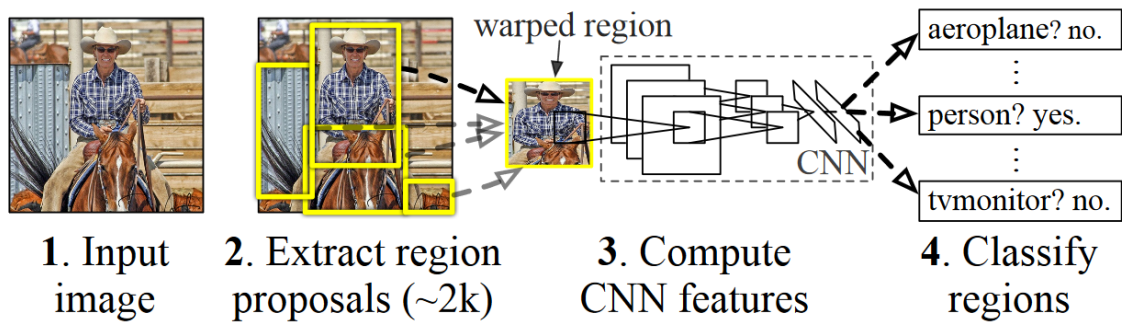 warped region
aeroplane? no.
person? yes.
CNN
tvmonitor? no.
1. Input
image
2. Extract region
proposals (~2k)
3. Compute
CNN features
4. Classify
regions